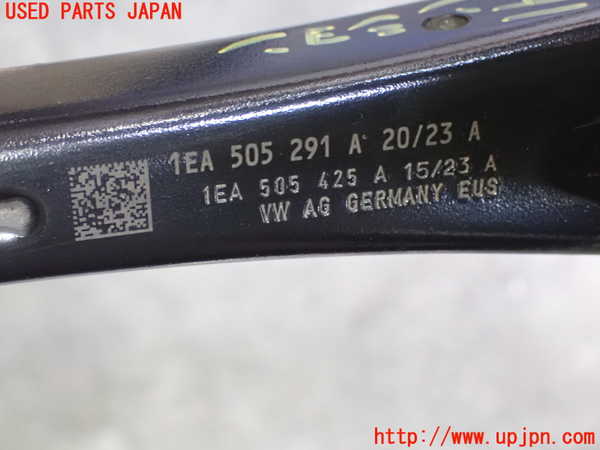 USED PARTS JAPAN
1EA 505 291 A 20/23 A
1EA 505 425 A 15/23 A
VW AG GERMANY EUS
http://www.upjpn.com/